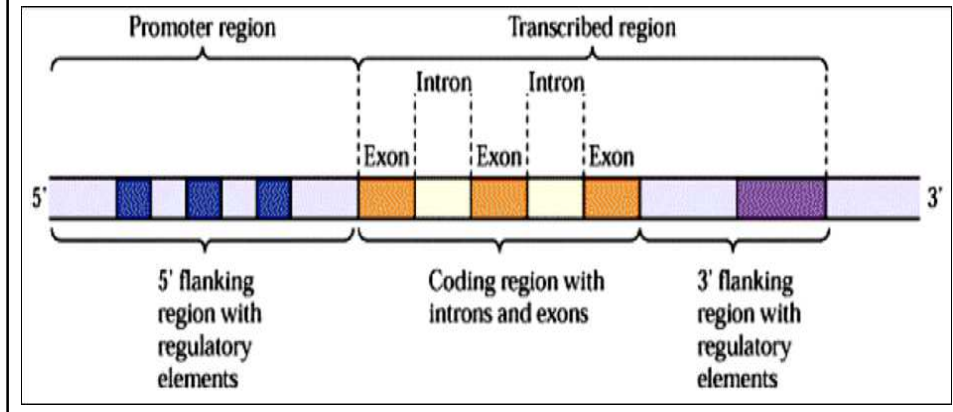 Promoter region
Transcribed region
Intron
Intron
Exon
Exon
Exon
5'
3'
5' flanking
region with
regulatory
elements
Coding region with
introns and exons
3' flanking
region with
regulatory
elements